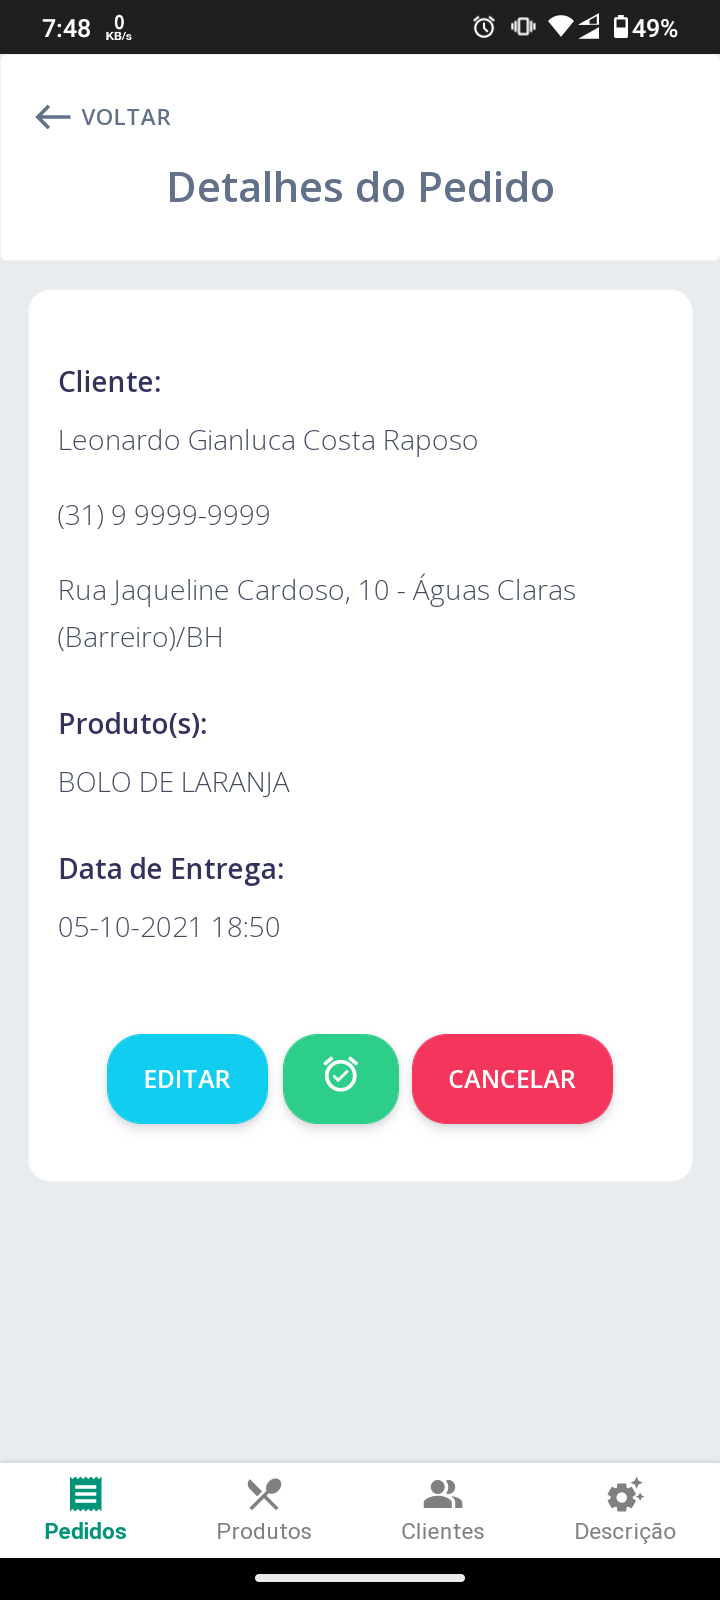 7:48 0 KB/s 49%
VOLTAR
Detalhes do Pedido
Cliente:
Leonardo Gianluca Costa Raposo
(31) 9 9999-9999
Rua Jaqueline Cardoso, 10 - Águas Claras
(Barreiro)/BH
Produto(s):
BOLO DE LARANJA
Data de Entrega:
05-10-2021 18:50
EDITAR CANCELAR
Pedidos Produtos Clientes Descrição